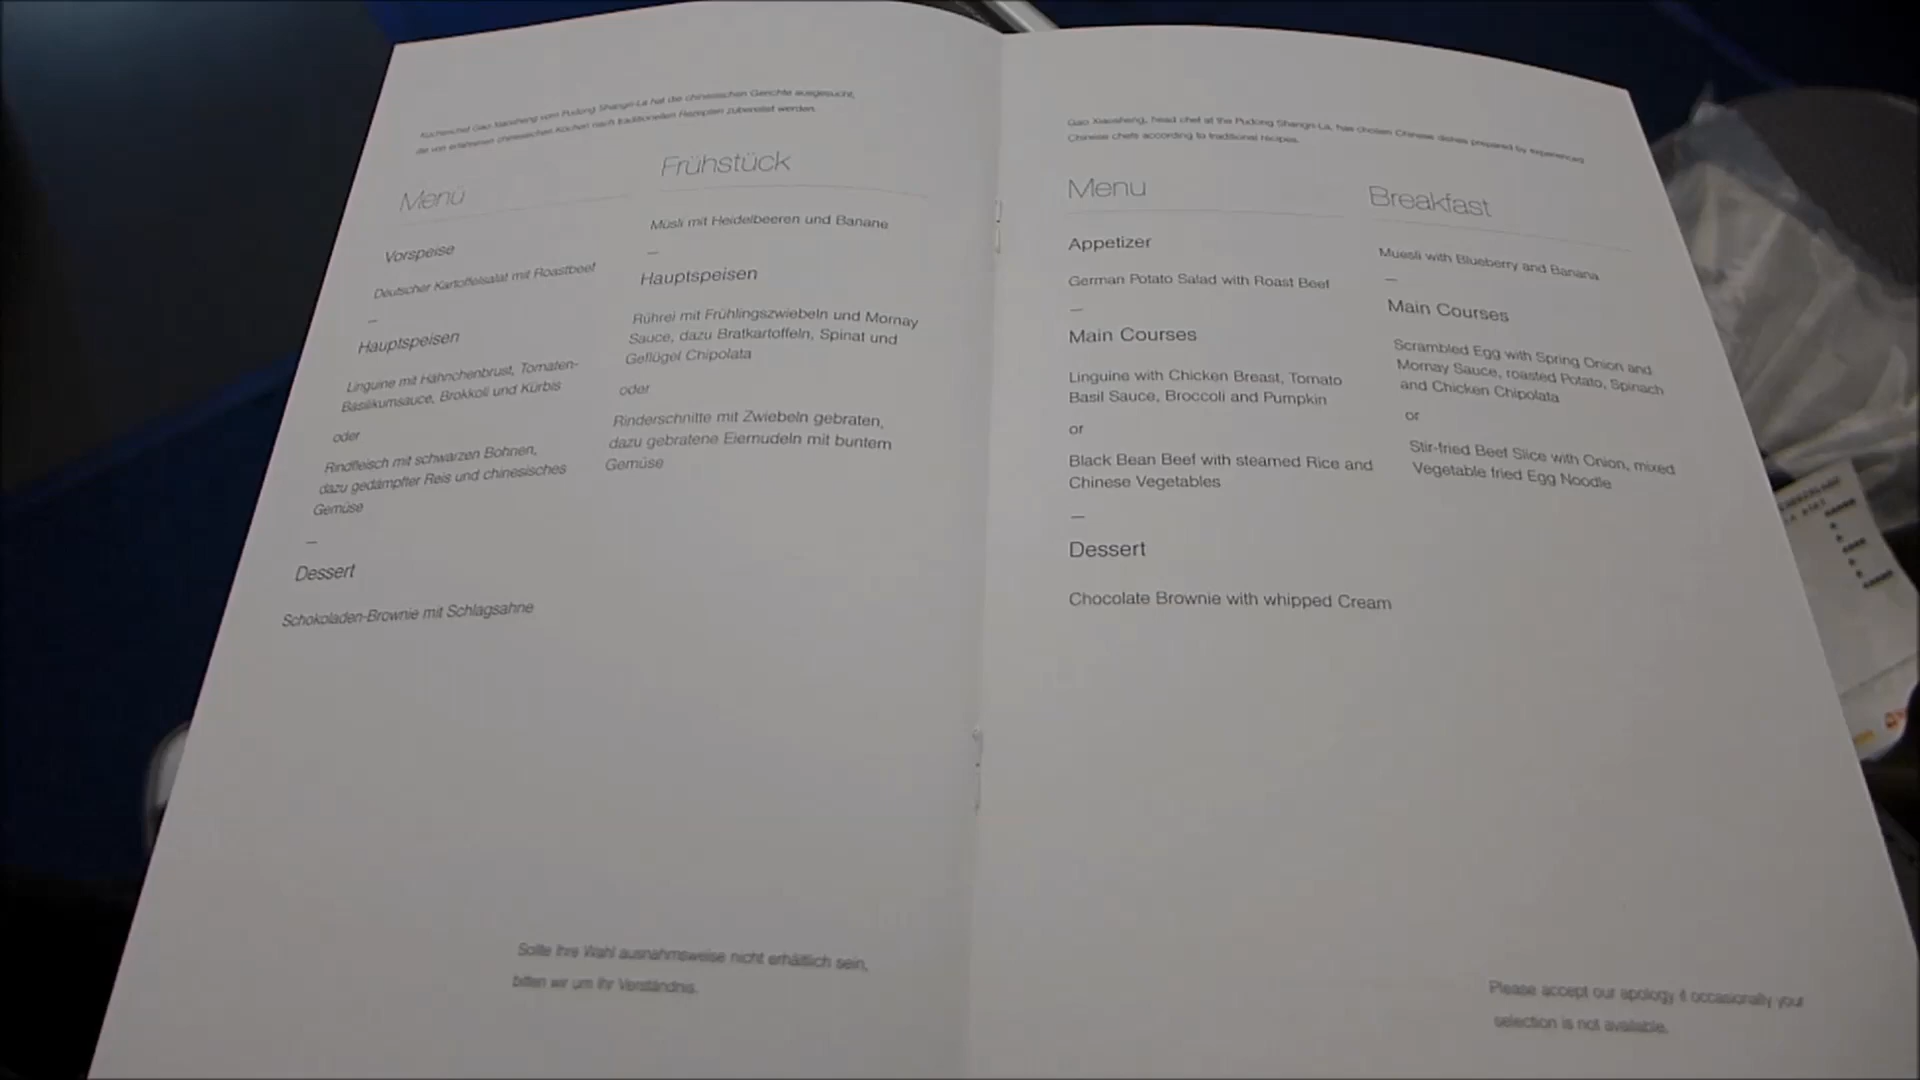 Küchenchef Gao Xiaosheng vom Pudong Shangri-La hat die chinesischen Gerichte ausgesucht,
die von erfahrenen chinesischen Köchen nach traditionellen Rezepten zubereitet werden.
Menü
Vorspeise
Deutscher Kartoffelsalat mit Roastbeef
—
Hauptspeisen
Linguine mit Hähnchenbrust, Tomaten-
Basilikumsauce, Brokkoli und Kürbis
oder
Rindfleisch mit schwarzen Bohnen,
dazu gedämpfter Reis und chinesisches
Gemüse
—
Dessert
Schokoladen-Brownie mit Schlagsahne
Frühstück
Müsli mit Heidelbeeren und Banane
—
Hauptspeisen
Rührei mit Frühlingszwiebeln und Mornay
Sauce, dazu Bratkartoffeln, Spinat und
Geflügel Chipolata
oder
Rinderschnitte mit Zwiebeln gebraten,
dazu gebratene Eiernudeln mit buntem
Gemüse
Sollte Ihre Wahl ausnahmsweise nicht erhältlich sein,
bitten wir um Ihr Verständnis.
Gao Xiaosheng, head chef at the Pudong Shangri-La, has chosen Chinese dishes prepared by experienced
Chinese chefs according to traditional recipes.
Menu
Appetizer
German Potato Salad with Roast Beef
—
Main Courses
Linguine with Chicken Breast, Tomato
Basil Sauce, Broccoli and Pumpkin
or
Black Bean Beef with steamed Rice and
Chinese Vegetables
—
Dessert
Chocolate Brownie with whipped Cream
Breakfast
Muesli with Blueberry and Banana
—
Main Courses
Scrambled Egg with Spring Onion and
Mornay Sauce, roasted Potato, Spinach
and Chicken Chipolata
or
Stir-fried Beef Slice with Onion, mixed
Vegetable fried Egg Noodle
Please accept our apology if occasionally your
selection is not available.